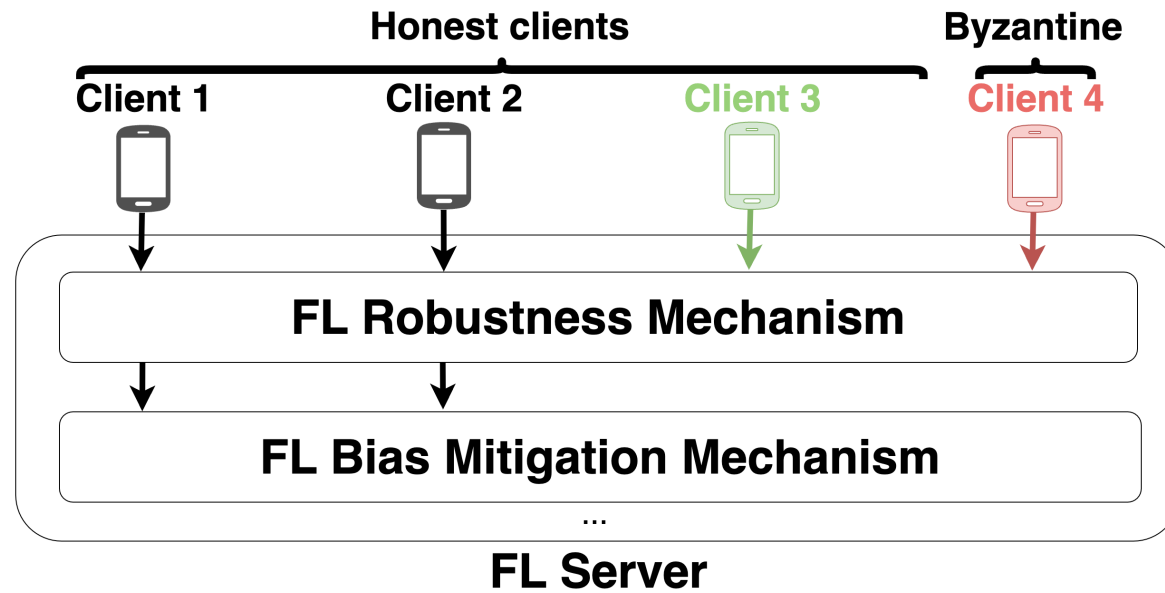 Honest clients
Byzantine
Client 1
Client 2
Client 3
Client 4
FL Robustness Mechanism
FL Bias Mitigation Mechanism
...
FL Server